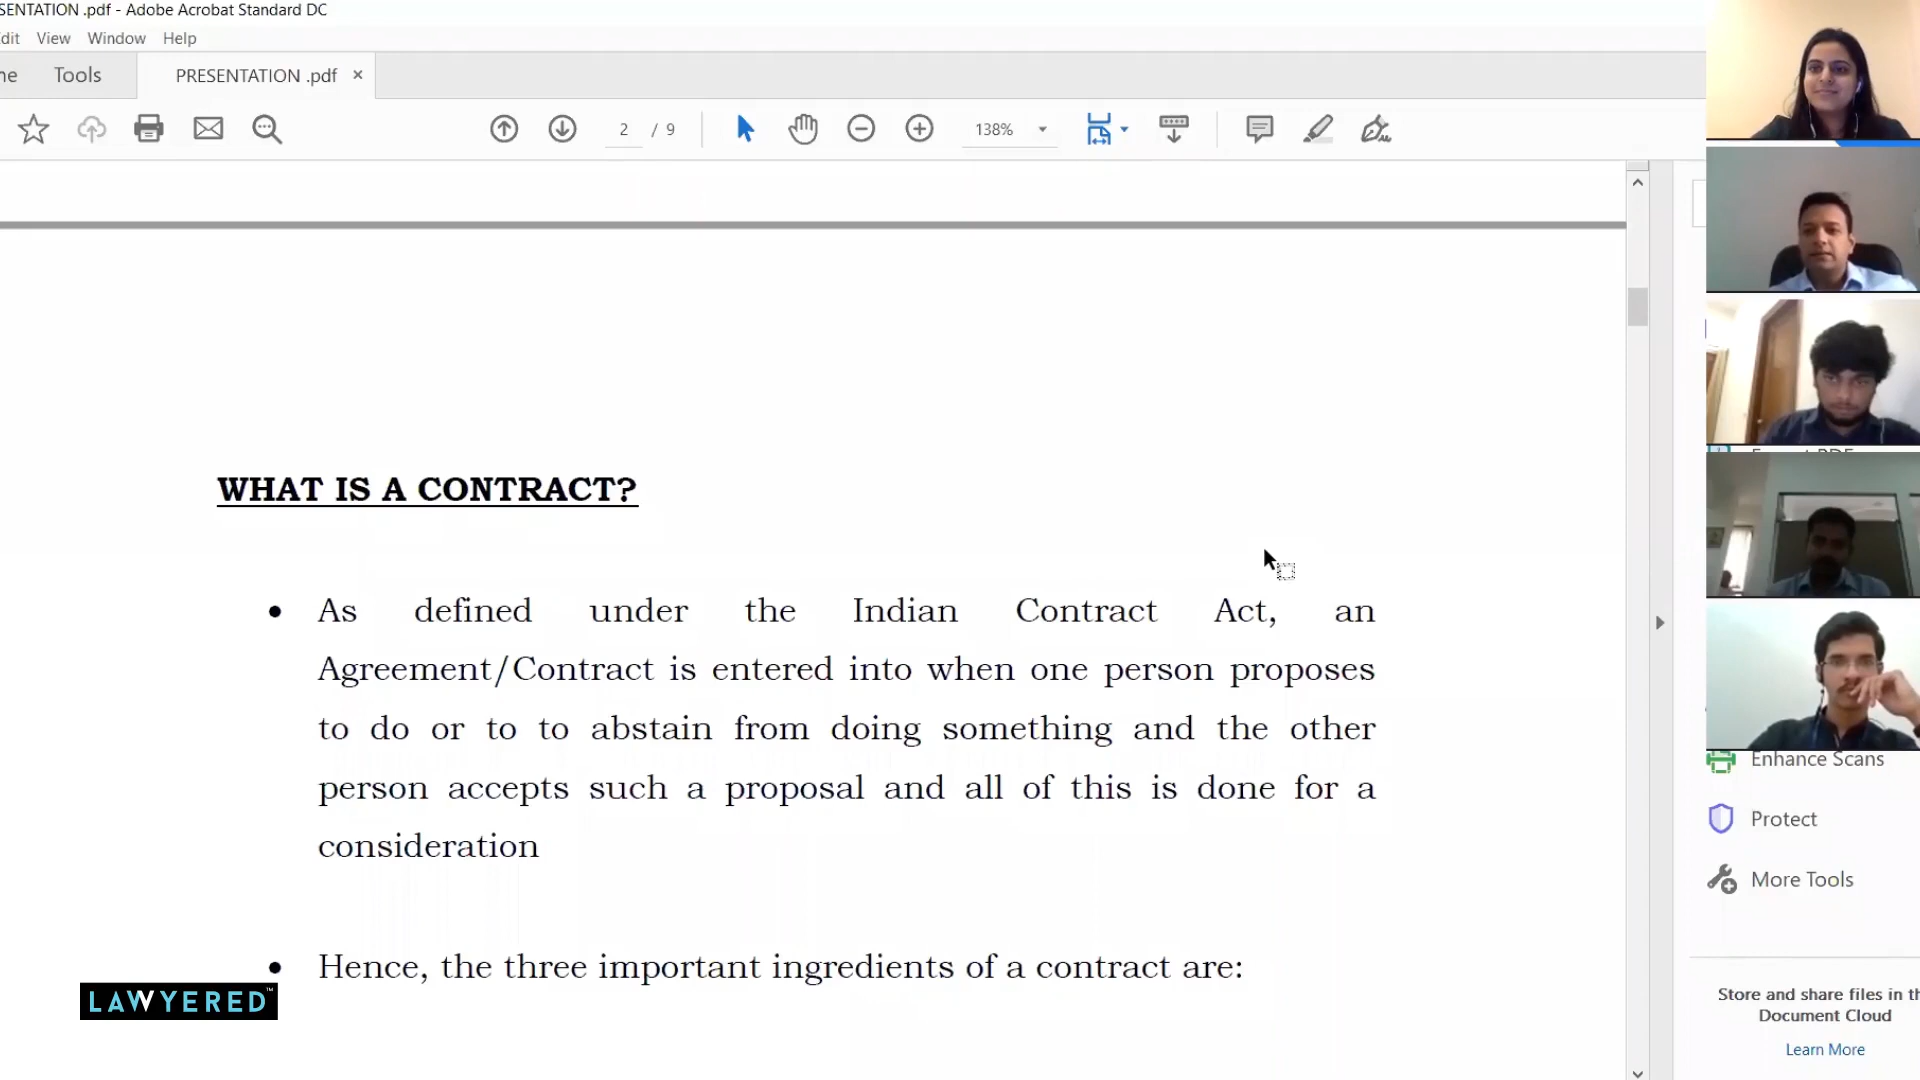 SENTATION .pdf - Adobe Acrobat Standard DC
dit View Window Help
me Tools PRESENTATION .pdf ×
2 / 9 138%
WHAT IS A CONTRACT?
• As defined under the Indian Contract Act, an
Agreement/Contract is entered into when one person proposes
to do or to to abstain from doing something and the other
person accepts such a proposal and all of this is done for a
consideration
• Hence, the three important ingredients of a contract are:
LAWYERED™
Enhance Scans
Protect
More Tools
Store and share files in th
Document Cloud
Learn More